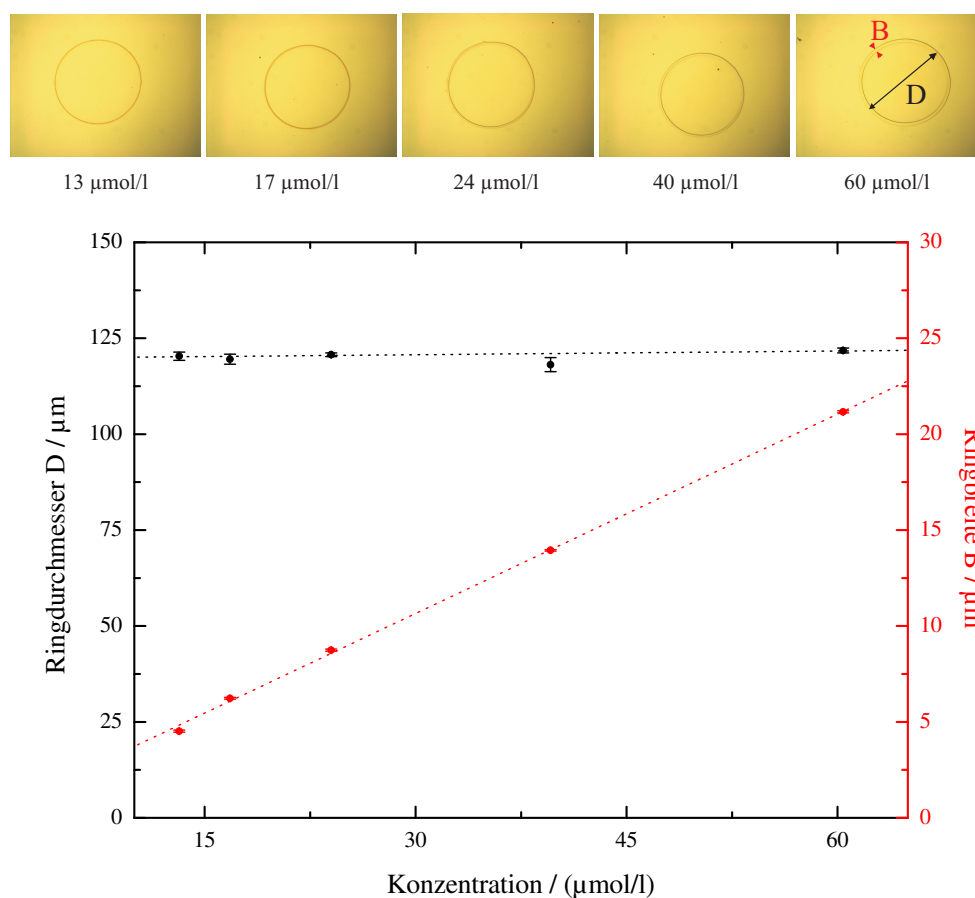 B
D
13 µmol/l
17 µmol/l
24 µmol/l
40 µmol/l
60 µmol/l
150
125
100
75
50
25
0
Ringdurchmesser D / µm
30
25
20
15
10
5
0
Ringbreite B / µm
15
30
45
60
Konzentration / (µmol/l)